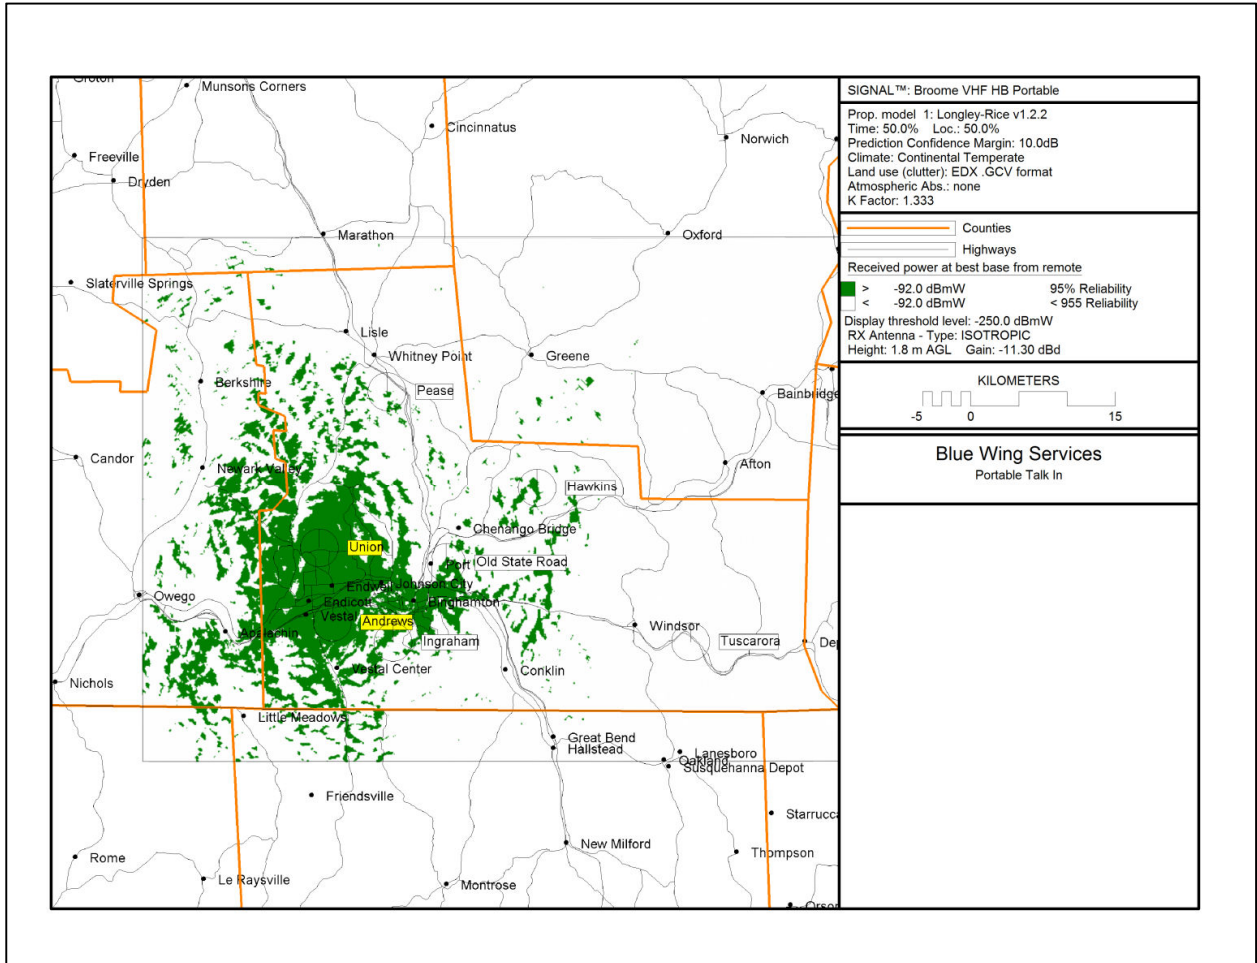 Groton
Munsons Corners
Cincinnatus
Norwich
Freeville
Dryden
Marathon
Oxford
Slaterville Springs
Lisle
Whitney Point
Greene
Berkshire
Pease
Bainbridge
Candor
Newark Valley
Afton
Hawkins
Chenango Bridge
Union
Port
Old State Road
Endwell
Johnson City
Owego
Endicott
Binghamton
Vestal
Andrews
Apalachin
Windsor
Ingraham
Tuscarora
Dep
Vestal Center
Conklin
Nichols
Little Meadows
Great Bend
Hallstead
Lanesboro
Oakland
Susquehanna Depot
Friendsville
Starrucca
New Milford
Thompson
Rome
Le Raysville
Montrose
Orson
SIGNAL™: Broome VHF HB Portable
Prop. model 1: Longley-Rice v1.2.2
Time: 50.0% Loc.: 50.0%
Prediction Confidence Margin: 10.0dB
Climate: Continental Temperate
Land use (clutter): EDX .GCV format
Atmospheric Abs.: none
K Factor: 1.333
Counties
Highways
Received power at best base from remote
> -92.0 dBmW 95% Reliability
< -92.0 dBmW < 955 Reliability
Display threshold level: -250.0 dBmW
RX Antenna - Type: ISOTROPIC
Height: 1.8 m AGL Gain: -11.30 dBd
KILOMETERS
-5 0 15
Blue Wing Services
Portable Talk In